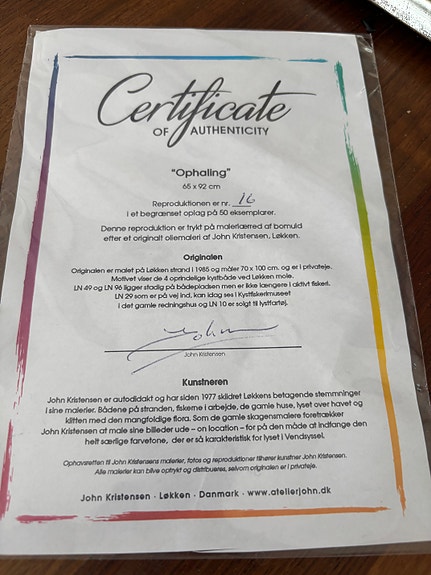 Certificate
OF AUTHENTICITY
"Ophaling"
65 x 92 cm
Reproduktionen er nr. 16
i et begrænset oplag på 50 eksemplarer.
Denne reproduktion er trykt på malerlærred af bomuld
efter et originalt oliemaleri af John Kristensen, Løkken.
Originalen
Originalen er malet på Løkken strand i 1985 og måler 70 x 100 cm. og er i privateje.
Motivet viser de 4 oprindelige kystbåde ved Løkken mole.
LN 49 og LN 96 ligger stadig på bådepladsen men er ikke længere i aktivt fiskeri.
LN 29 som er på vej ind, kan idag ses i Kystfiskerimuseet
i det gamle redningshus og LN 10 er solgt til lystfartøj.
John
John Kristensen
Kunstneren
John Kristensen er autodidakt og har siden 1977 skildret Løkkens betagende stemninger
i sine malerier. Bådene på stranden, fiskerne i arbejde, de gamle huse, lyset over havet og
klitten med den mangfoldige flora. Som de gamle skagensmalere foretrækker
John Kristensen at male sine billeder ude – on location – for på den måde at indfange den
helt særlige farvetone, der er så karakteristisk for lyset i Vendsyssel.
Ophavsretten til John Kristensens malerier, fotos og reproduktioner tilhører kunstner John Kristensen.
Alle malerier kan blive optrykt og distribueres, selvom originalen er i privateje.
John Kristensen · Løkken · Danmark · www.atelierjohn.dk